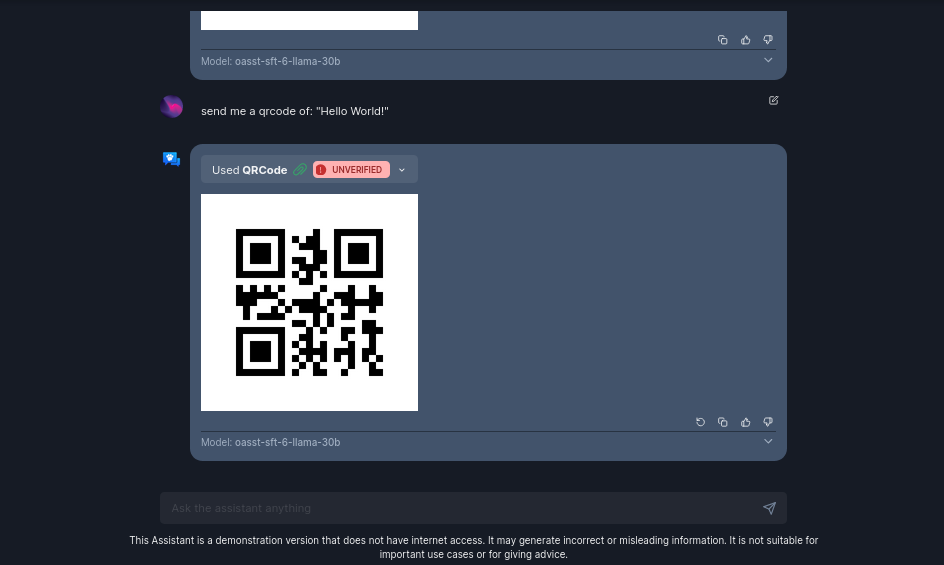 Model: oasst-sft-6-llama-30b
send me a qrcode of: "Hello World!"
Used QRCode UNVERIFIED
Model: oasst-sft-6-llama-30b
Ask the assistant anything
This Assistant is a demonstration version that does not have internet access. It may generate incorrect or misleading information. It is not suitable for
important use cases or for giving advice.